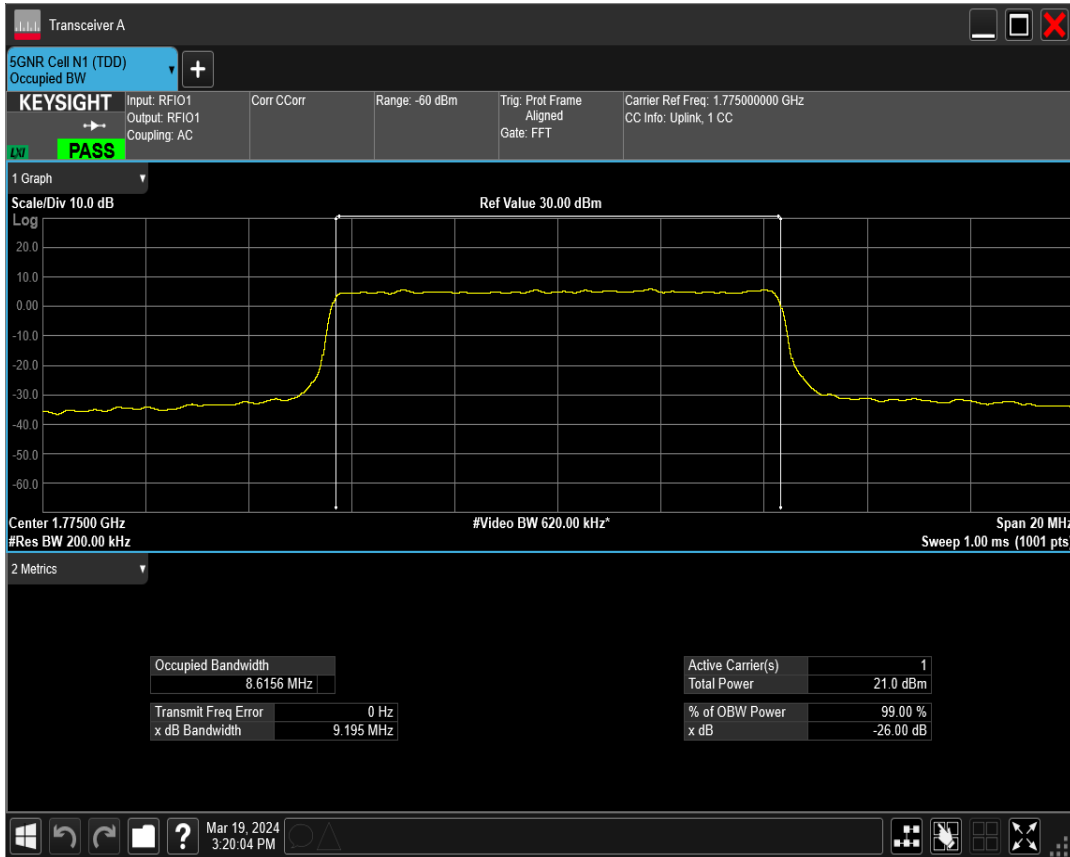 Transceiver A
5GNR Cell N1 (TDD)
Occupied BW
+
KEYSIGHT
LXI
PASS
Input: RFIO1
Output: RFIO1
Coupling: AC
Corr CCorr
Range: -60 dBm
Trig: Prot Frame
Aligned
Gate: FFT
Carrier Ref Freq: 1.775000000 GHz
CC Info: Uplink, 1 CC
1 Graph
Scale/Div 10.0 dB
Ref Value 30.00 dBm
Log
20.0
10.0
0.00
-10.0
-20.0
-30.0
-40.0
-50.0
-60.0
Center 1.77500 GHz
#Video BW 620.00 kHz*
Span 20 MHz
#Res BW 200.00 kHz
Sweep 1.00 ms (1001 pts)
2 Metrics
Occupied Bandwidth
8.6156 MHz
Transmit Freq Error 0 Hz
x dB Bandwidth 9.195 MHz
Active Carrier(s) 1
Total Power 21.0 dBm
% of OBW Power 99.00 %
x dB -26.00 dB
?
Mar 19, 2024
3:20:04 PM